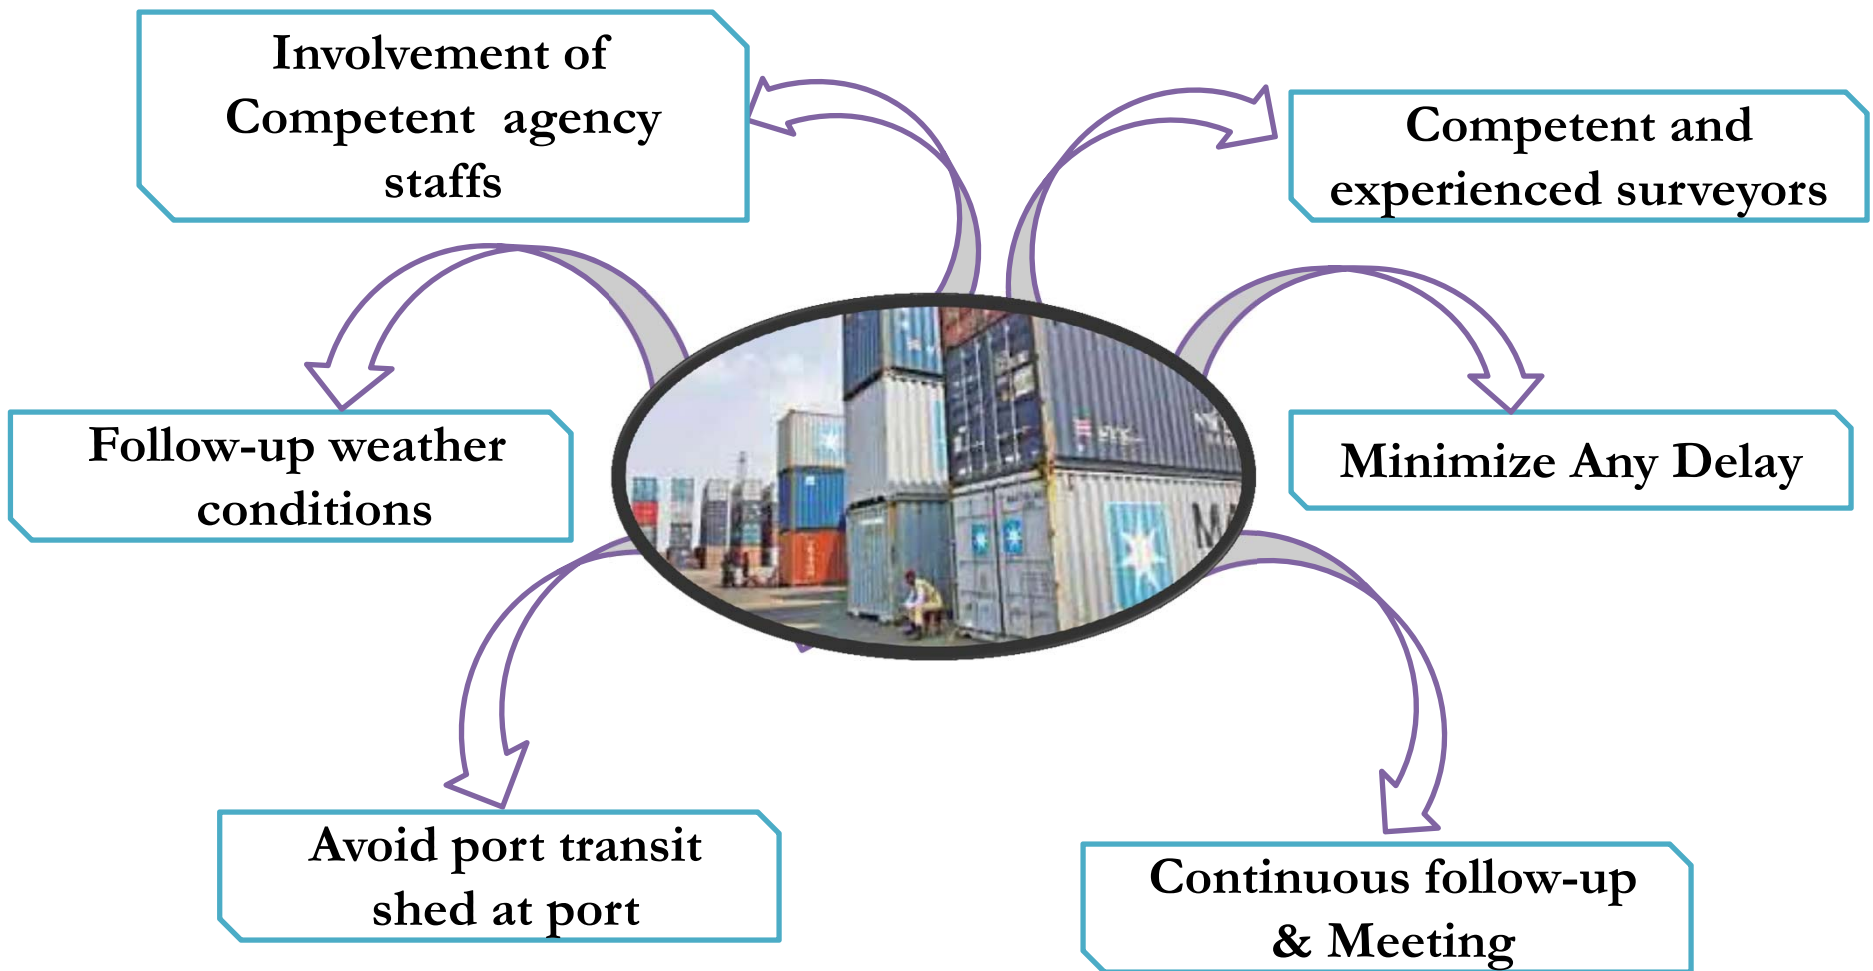 Involvement of
Competent agency
staffs
Competent and
experienced surveyors
Follow-up weather
conditions
Minimize Any Delay
Avoid port transit
shed at port
Continuous follow-up
& Meeting